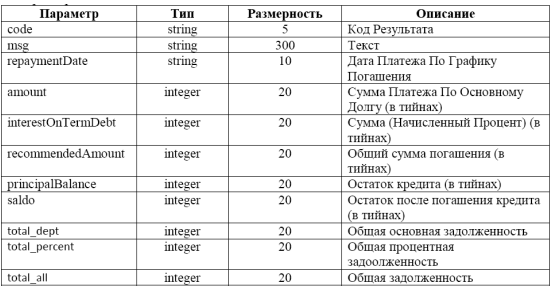 Параметр Тип Размерность Описание
code string 5 Код Результата
msg string 300 Текст
repaymentDate string 10 Дата Платежа По Графику
Погашения
amount integer 20 Сумма Платежа По Основному
Долгу (в тийнах)
interestOnTermDebt integer 20 Сумма (Начисленный Процент) (в
тийнах)
recommendedAmount integer 20 Общий сумма погашения (в
тийнах)
principalBalance integer 20 Остаток кредита (в тийнах)
saldo integer 20 Остаток после погашения кредита
(в тийнах)
total_dept integer 20 Общая основная задолженность
total_percent integer 20 Общая процентная
задоолженность
total_all integer 20 Общая задолженность